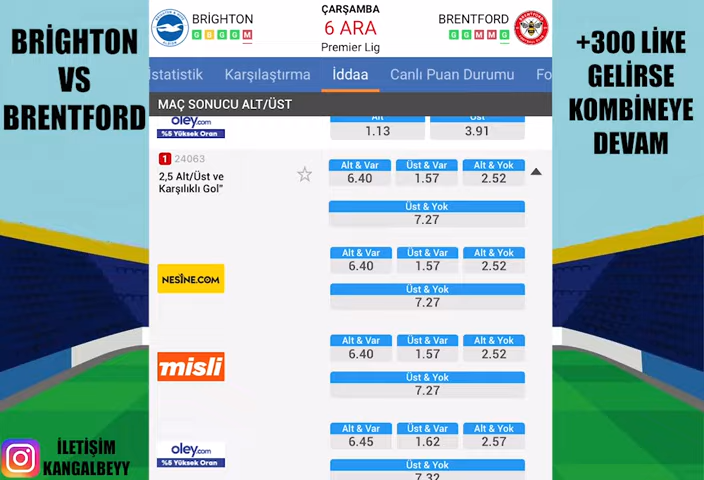 BRİGHTON
VS
BRENTFORD
BRİGHTON
G B G G M
ÇARŞAMBA
6 ARA
Premier Lig
BRENTFORD
G G M M G
+300 LİKE
GELİRSE
KOMBİNEYE
DEVAM
istatistik Karşılaştırma İddaa Canlı Puan Durumu Fo
MAÇ SONUCU ALT/ÜST
oley.com
%5 Yüksek Oran
Alt Üst
1.13 3.91
1 24063
2,5 Alt/Üst ve
Karşılıklı Gol"
Alt & Var Üst & Var Alt & Yok
6.40 1.57 2.52
Üst & Yok
7.27
NESİNE.COM
Alt & Var Üst & Var Alt & Yok
6.40 1.57 2.52
Üst & Yok
7.27
misli
Alt & Var Üst & Var Alt & Yok
6.40 1.57 2.52
Üst & Yok
7.27
oley.com
%5 Yüksek Oran
Alt & Var Üst & Var Alt & Yok
6.45 1.62 2.57
Üst & Yok
7.32
İLETİŞİM
KANGALBEYY